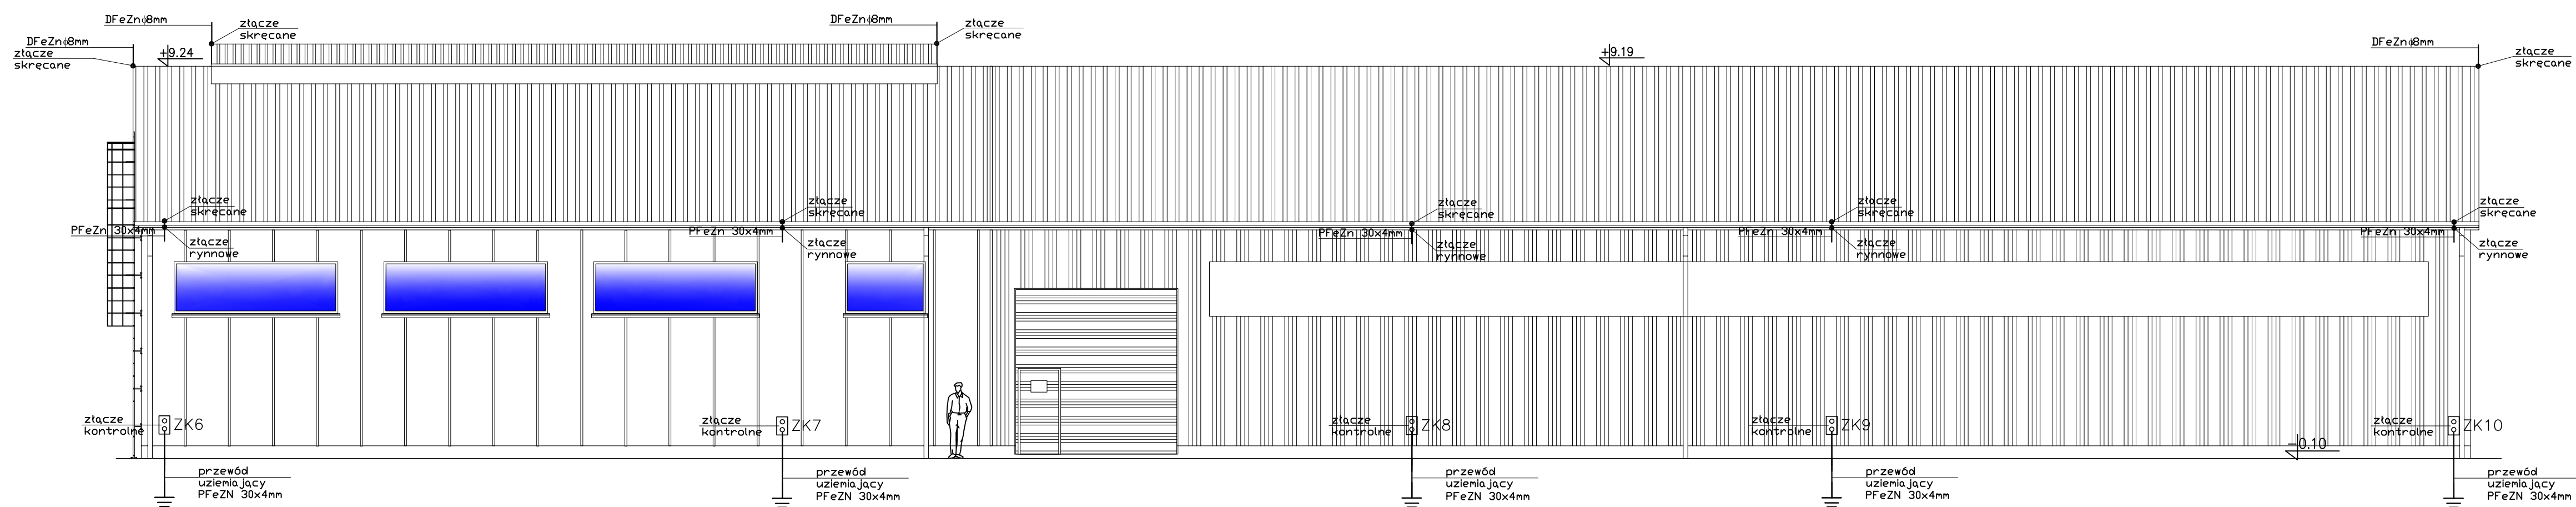 DFeZnϕ8mm
złącze
skręcane
DFeZnϕ8mm
złącze
skręcane
DFeZnϕ8mm
złącze
skręcane
+9.24
+9.19
DFeZnϕ8mm
złącze
skręcane
złącze
skręcane
PFeZn 30x4mm
złącze
rynnowe
złącze
skręcane
PFeZn 30x4mm
złącze
rynnowe
złącze
skręcane
PFeZn 30x4mm
złącze
rynnowe
złącze
skręcane
PFeZn 30x4mm
złącze
rynnowe
złącze
skręcane
PFeZn 30x4mm
złącze
rynnowe
złącze
kontrolne
ZK6
złącze
kontrolne
ZK7
złącze
kontrolne
ZK8
złącze
kontrolne
ZK9
złącze
kontrolne
ZK10
-0.10
przewód
uziemiający
PFeZN 30x4mm
przewód
uziemiający
PFeZN 30x4mm
przewód
uziemiający
PFeZN 30x4mm
przewód
uziemiający
PFeZN 30x4mm
przewód
uziemiający
PFeZN 30x4mm